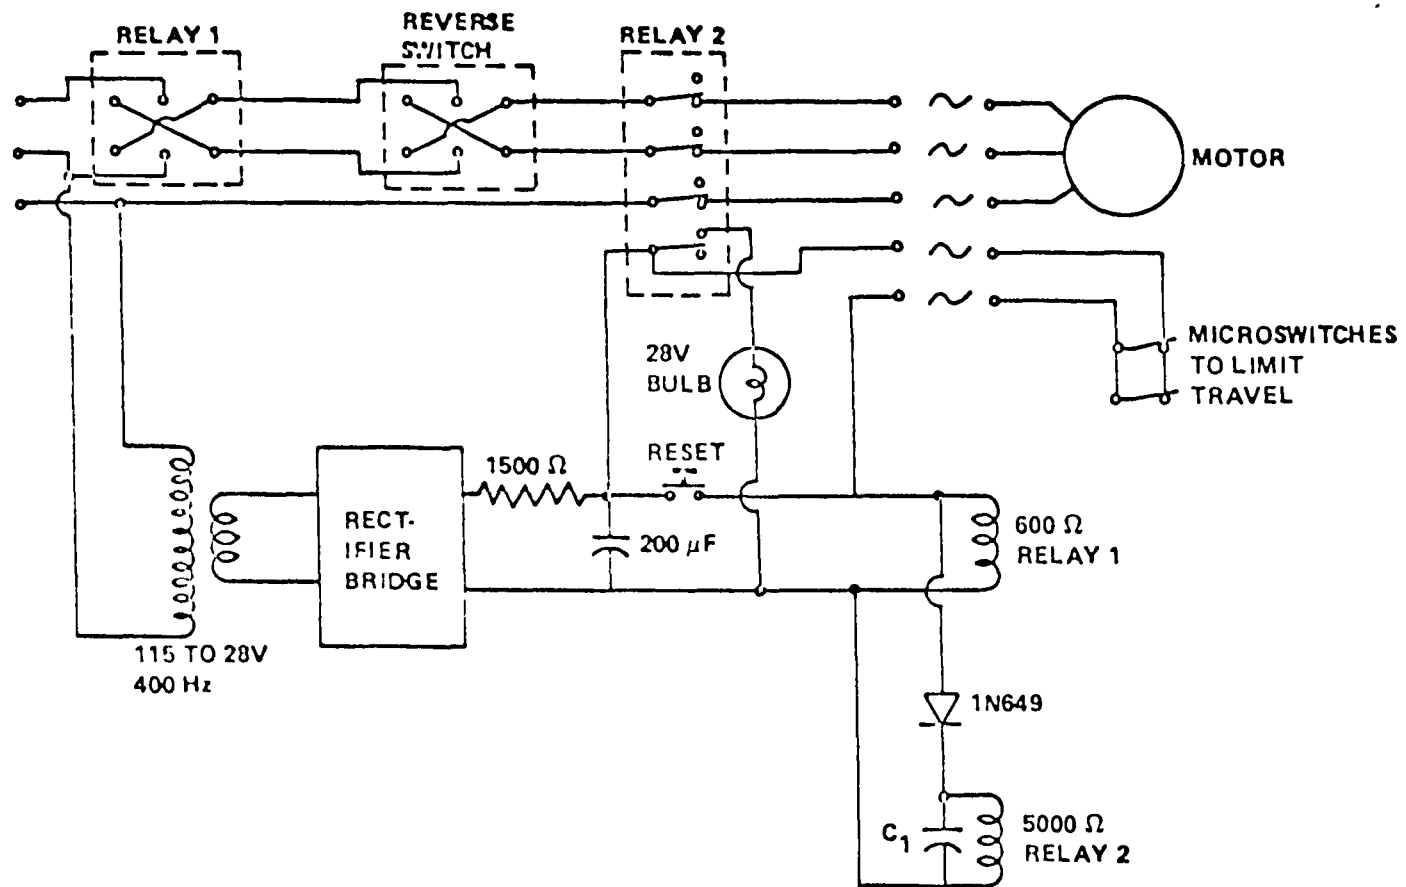 RELAY 1
REVERSE
SWITCH
RELAY 2
MOTOR
MICROSWITCHES
TO LIMIT
TRAVEL
28V
BULB
RESET
1500 Ω
RECT-
IFIER
BRIDGE
200 μF
600 Ω
RELAY 1
115 TO 28V
400 Hz
1N649
C1
5000 Ω
RELAY 2